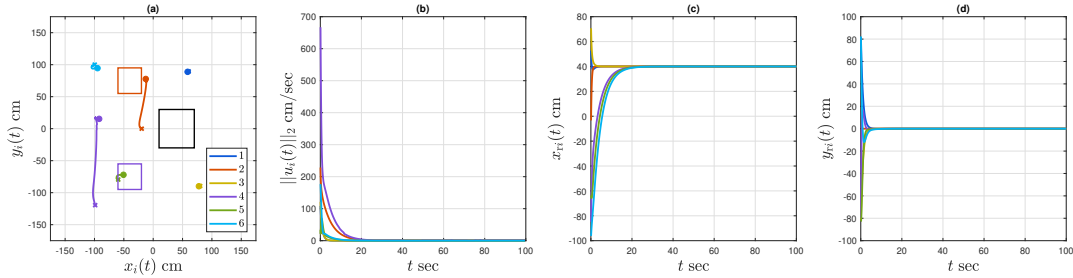 (a)
150
100
50
0
-50
-100
-150
-150 -100 -50 0 50 100 150
x_i(t) cm
y_i(t) cm
1
2
3
4
5
6
(b)
700
600
500
400
300
200
100
0
0 20 40 60 80 100
t sec
||u_i(t)||_2 cm/sec
(c)
100
80
60
40
20
0
-20
-40
-60
-80
-100
0 20 40 60 80 100
t sec
x_{ri}(t) cm
(d)
100
80
60
40
20
0
-20
-40
-60
-80
-100
0 20 40 60 80 100
t sec
y_{ri}(t) cm